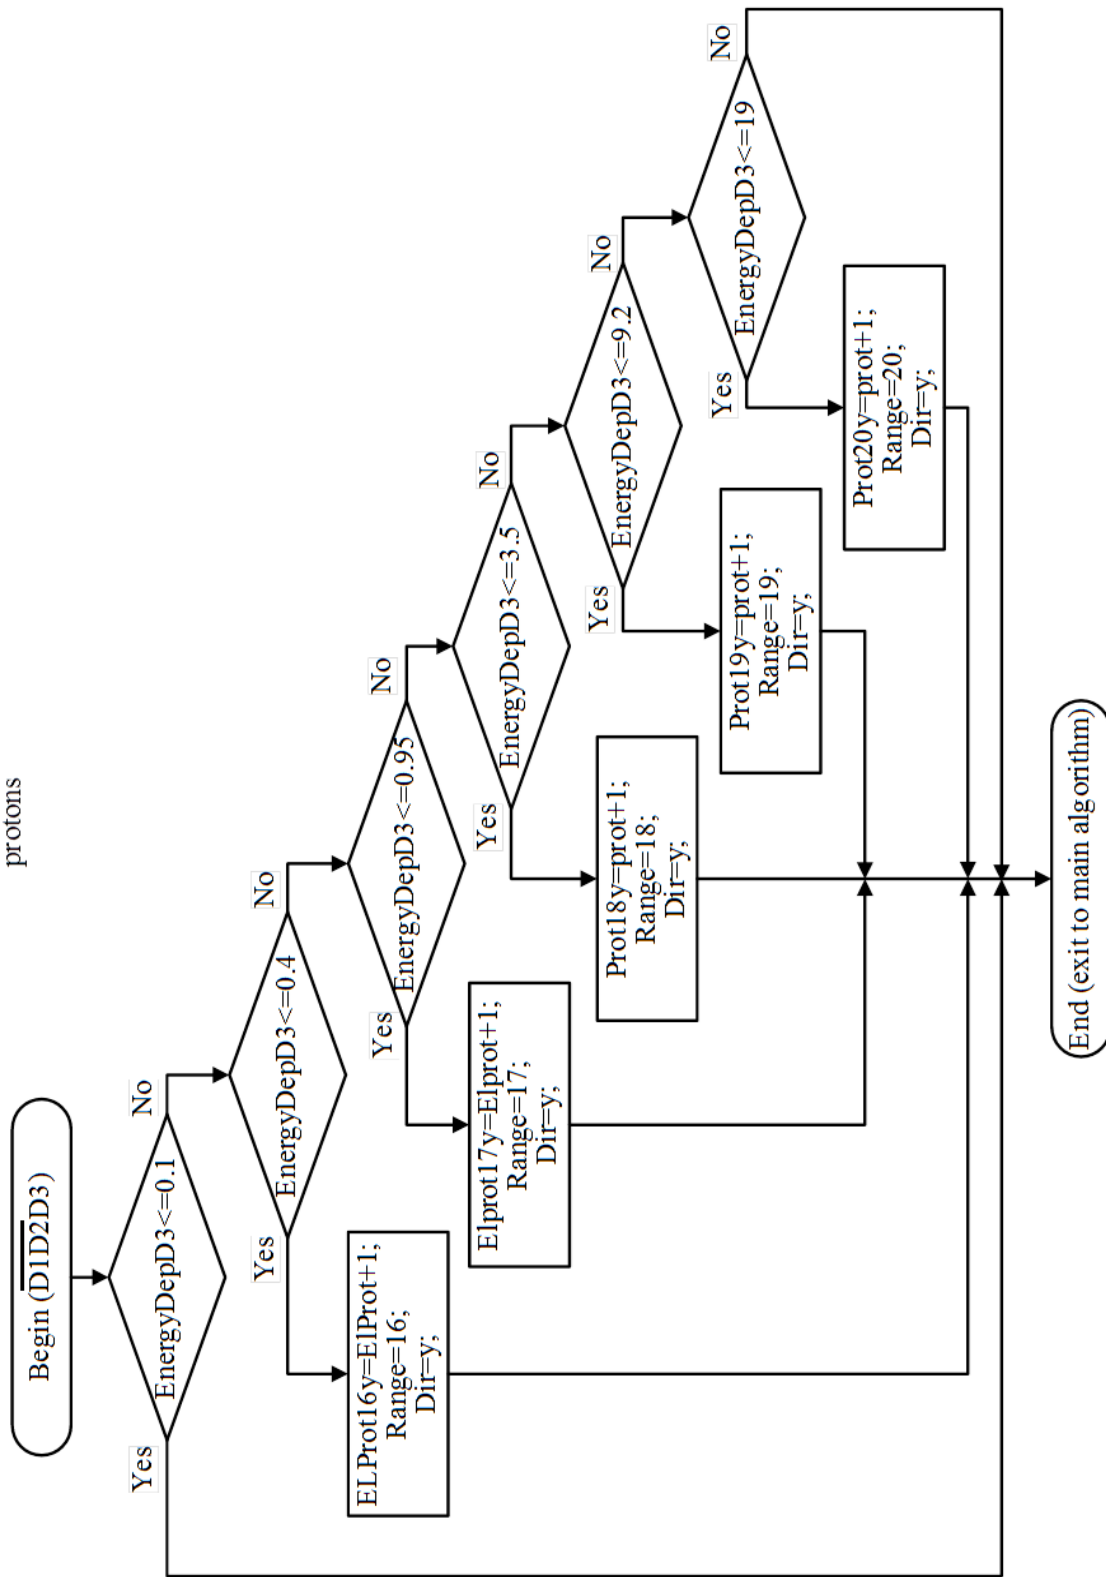 protons
Begin (D̅1̅D̅2̅D3)
EnergyDepD3<=0.1
Yes
No
EnergyDepD3<=0.4
Yes
No
ELProt16y=ElProt+1;
Range=16;
Dir=y;
EnergyDepD3<=0.95
Yes
No
Elprot17y=Elprot+1;
Range=17;
Dir=y;
EnergyDepD3<=3.5
Yes
No
Prot18y=prot+1;
Range=18;
Dir=y;
EnergyDepD3<=9.2
Yes
No
Prot19y=prot+1;
Range=19;
Dir=y;
EnergyDepD3<=19
Yes
No
Prot20y=prot+1;
Range=20;
Dir=y;
End (exit to main algorithm)